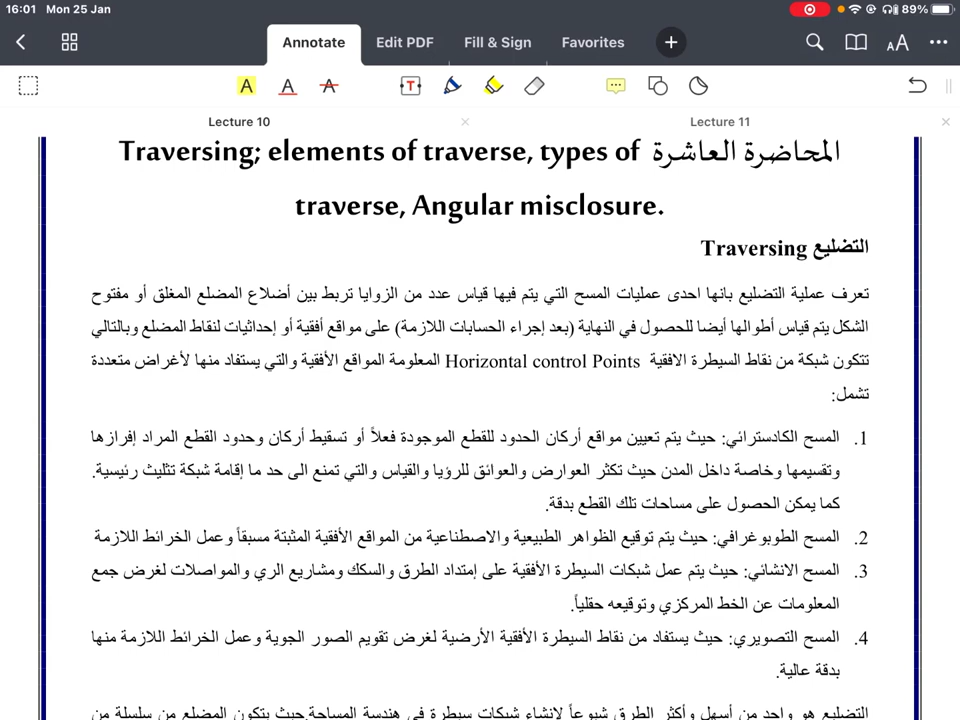 16:01 Mon 25 Jan 89%
Annotate Edit PDF Fill & Sign Favorites
Lecture 10 Lecture 11
المحاضرة العاشرة Traversing; elements of traverse, types of
traverse, Angular misclosure.
التضليع Traversing
تعرف عملية التضليع بانها احدى عمليات المسح التي يتم فيها قياس عدد من الزوايا تربط بين أضلاع المضلع المغلق أو مفتوح
الشكل يتم قياس أطوالها أيضا للحصول في النهاية (بعد إجراء الحسابات اللازمة) على مواقع أفقية أو إحداثيات لنقاط المضلع وبالتالي
تتكون شبكة من نقاط السيطرة الافقية Horizontal control Points المعلومة المواقع الأفقية والتي يستفاد منها لأغراض متعددة
تشمل:
1. المسح الكادسترائي: حيث يتم تعيين مواقع أركان الحدود للقطع الموجودة فعلاً أو تسقيط أركان وحدود القطع المراد إفرازها
وتقسيمها وخاصة داخل المدن حيث تكثر العوارض والعوائق للرؤيا والقياس والتي تمنع الى حد ما إقامة شبكة تثليث رئيسية.
كما يمكن الحصول على مساحات تلك القطع بدقة.
2. المسح الطوبوغرافي: حيث يتم توقيع الظواهر الطبيعية والاصطناعية من المواقع الأفقية المثبتة مسبقاً وعمل الخرائط اللازمة
3. المسح الانشائي: حيث يتم عمل شبكات السيطرة الأفقية على إمتداد الطرق والسكك ومشاريع الري والمواصلات لغرض جمع
المعلومات عن الخط المركزي وتوقيعه حقلياً.
4. المسح التصويري: حيث يستفاد من نقاط السيطرة الأفقية الأرضية لغرض تقويم الصور الجوية وعمل الخرائط اللازمة منها
بدقة عالية.
التضليع هو واحد من أسهل وأكثر الطرق شيوعاً لإنشاء شبكات سيطرة في هندسة المساحة.حيث يتكون المضلع من سلسلة من